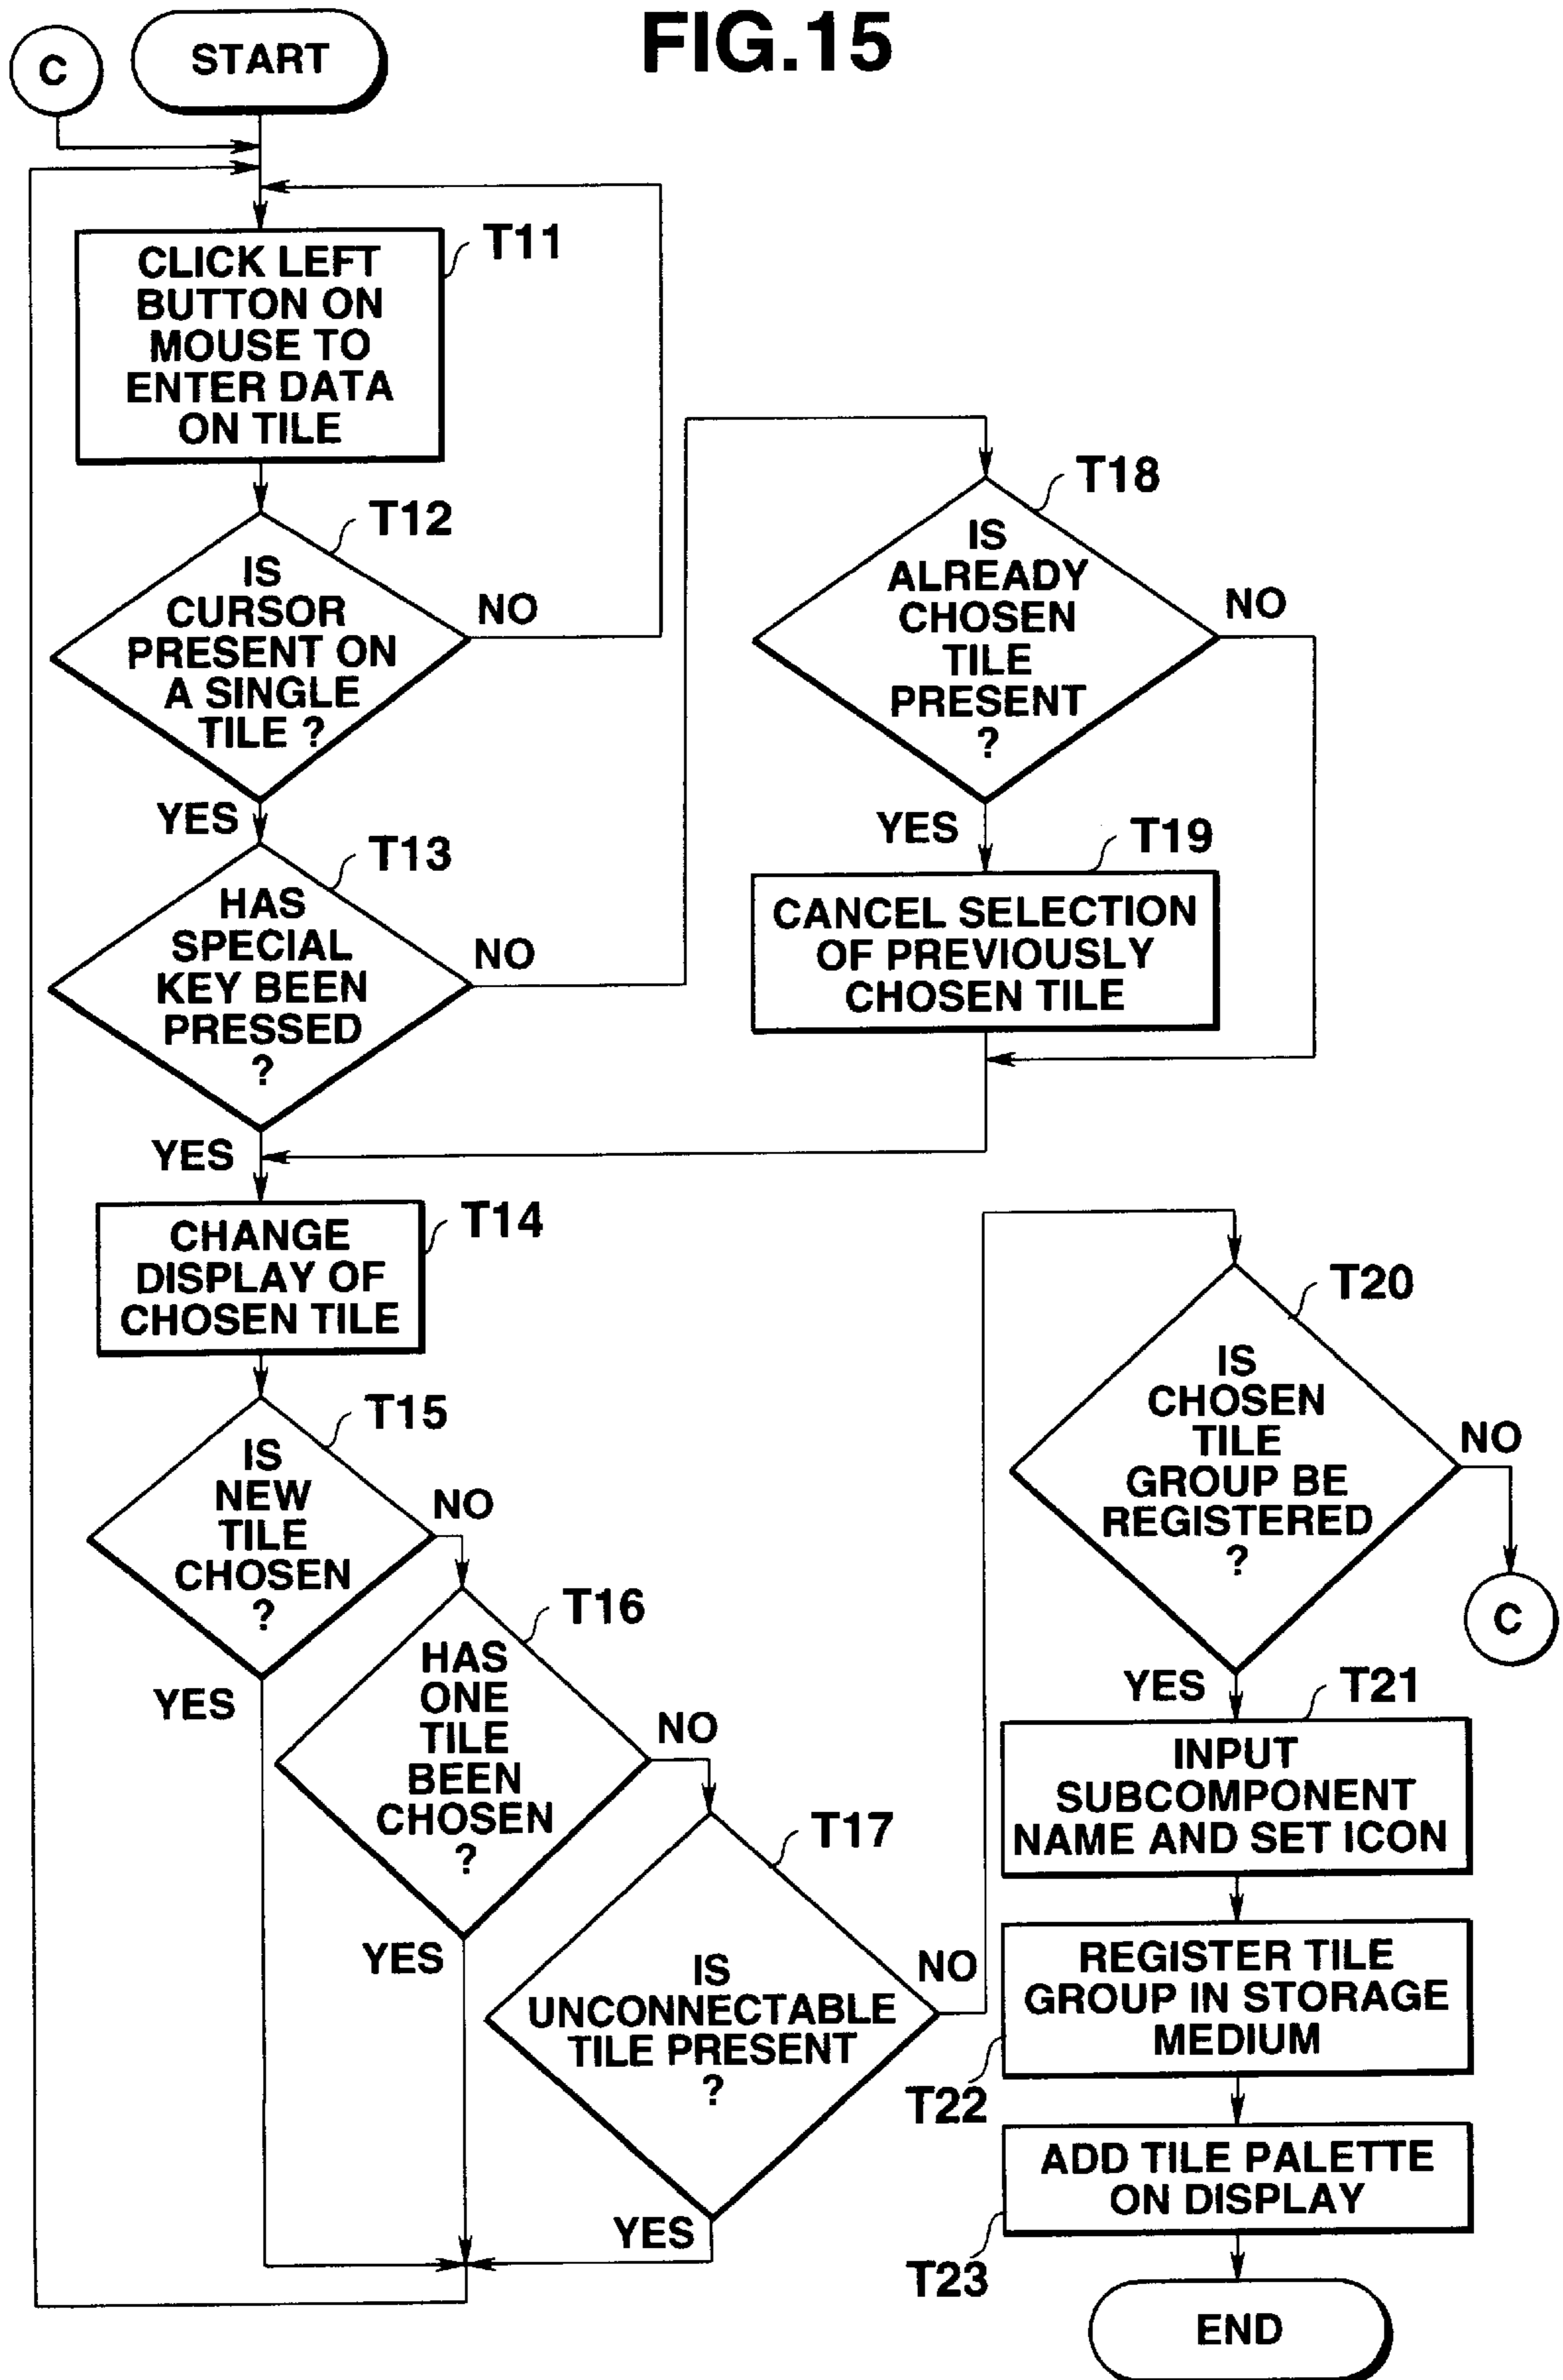 FIG.15
C
START
T11
CLICK LEFT
BUTTON ON
MOUSE TO
ENTER DATA
ON TILE
T12
IS
CURSOR
PRESENT ON
A SINGLE
TILE ?
NO
YES
T13
HAS
SPECIAL
KEY BEEN
PRESSED
?
NO
YES
T18
IS
ALREADY
CHOSEN
TILE
PRESENT
?
NO
YES
T19
CANCEL SELECTION
OF PREVIOUSLY
CHOSEN TILE
T14
CHANGE
DISPLAY OF
CHOSEN TILE
T15
IS
NEW
TILE
CHOSEN
?
NO
YES
T16
HAS
ONE
TILE
BEEN
CHOSEN
?
NO
YES
T17
IS
UNCONNECTABLE
TILE PRESENT
?
NO
YES
T20
IS
CHOSEN
TILE
GROUP BE
REGISTERED
?
NO
C
YES
T21
INPUT
SUBCOMPONENT
NAME AND SET ICON
REGISTER TILE
GROUP IN STORAGE
MEDIUM
T22
ADD TILE PALETTE
ON DISPLAY
T23
END